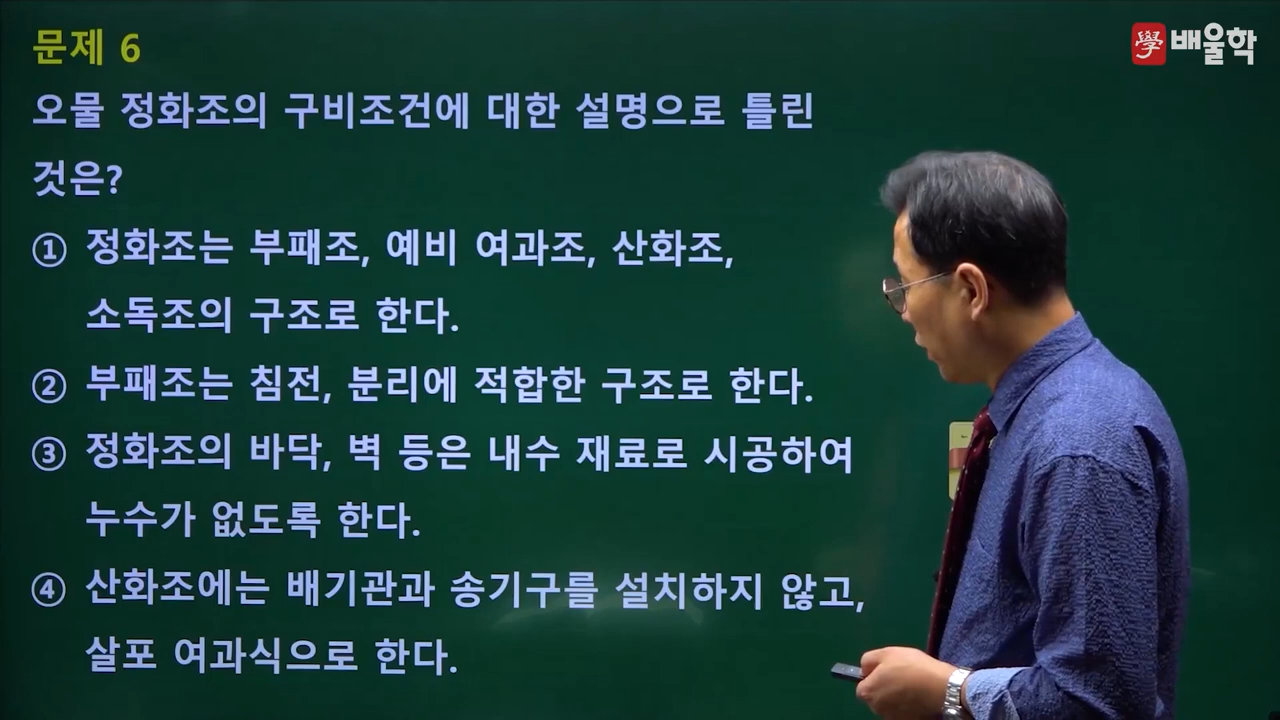 문제 6
學 배울학
오물 정화조의 구비조건에 대한 설명으로 틀린
것은?
① 정화조는 부패조, 예비 여과조, 산화조,
소독조의 구조로 한다.
② 부패조는 침전, 분리에 적합한 구조로 한다.
③ 정화조의 바닥, 벽 등은 내수 재료로 시공하여
누수가 없도록 한다.
④ 산화조에는 배기관과 송기구를 설치하지 않고,
살포 여과식으로 한다.